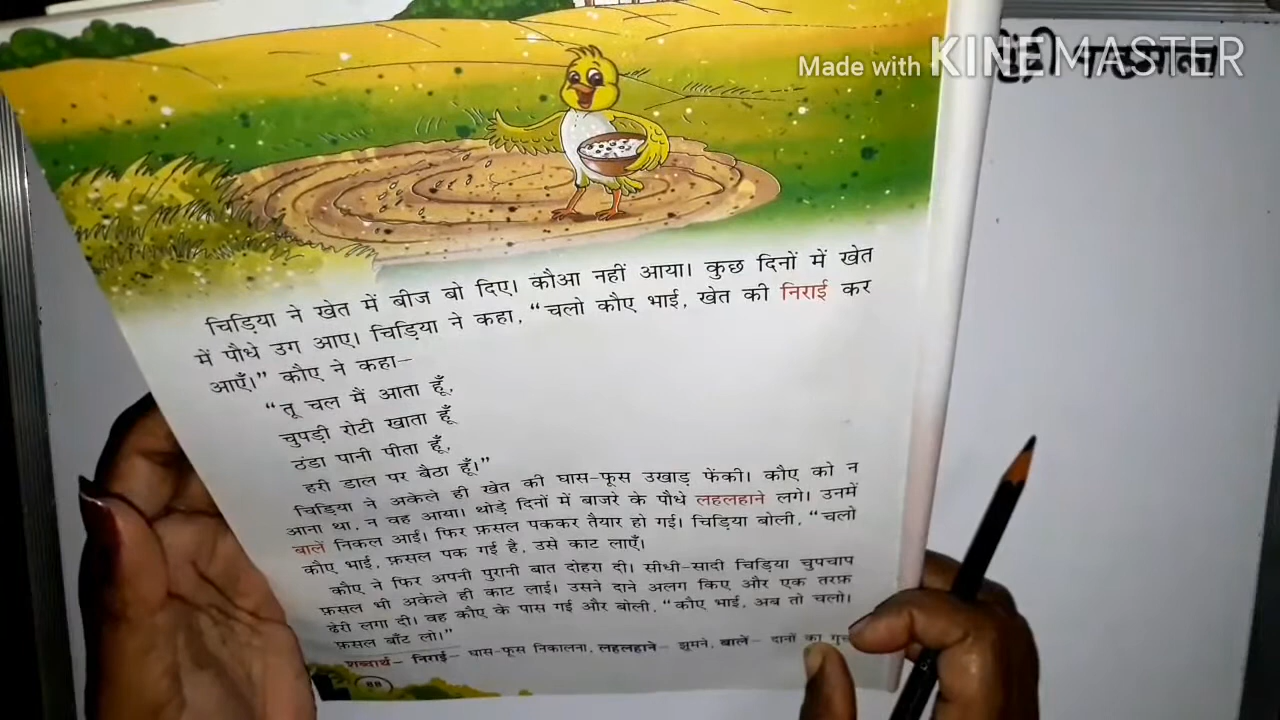 Made with KINEMASTER
चिड़िया ने खेत में बीज बो दिए। कौआ नहीं आया। कुछ दिनों में खेत
में पौधे उग आए। चिड़िया ने कहा, “चलो कौए भाई, खेत की निराई कर
आएँ।” कौए ने कहा–
“तू चल मैं आता हूँ,
चुपड़ी रोटी खाता हूँ
ठंडा पानी पीता हूँ,
हरी डाल पर बैठा हूँ।”
चिड़िया ने अकेले ही खेत की घास-फूस उखाड़ फेंकी। कौए को न
आना था, न वह आया। थोड़े दिनों में बाजरे के पौधे लहलहाने लगे। उनमें
बालें निकल आईं। फिर फ़सल पककर तैयार हो गई। चिड़िया बोली, “चलो
कौए भाई, फ़सल पक गई है, उसे काट लाएँ।
कौए ने फिर अपनी पुरानी बात दोहरा दी। सीधी-सादी चिड़िया चुपचाप
फ़सल भी अकेले ही काट लाई। उसने दाने अलग किए और एक तरफ़
ढेरी लगा दी। वह कौए के पास गई और बोली, “कौए भाई, अब तो चलो।
फ़सल बाँट लो।”
शब्दार्थ– निराई– घास-फूस निकालना, लहलहाने– झूमने, बालें– दानों का
88